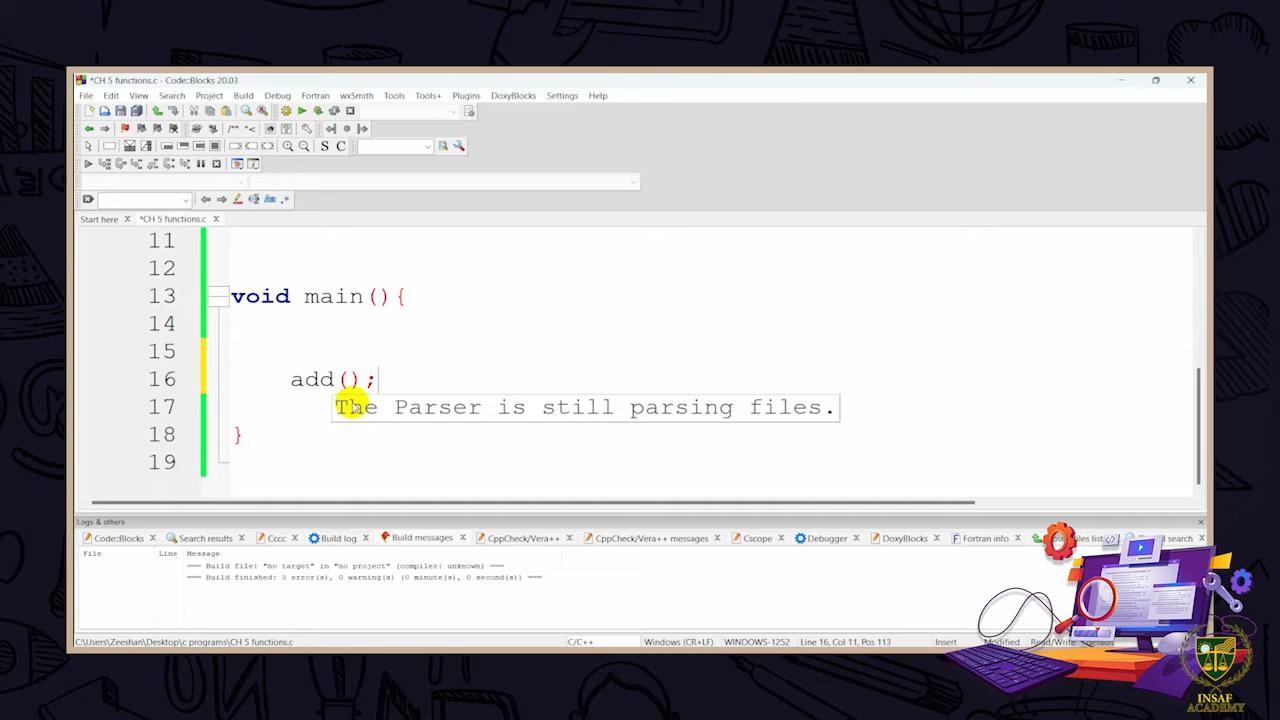 *CH 5 functions.c - Code::Blocks 20.03
File Edit View Search Project Build Debug Fortran wxSmith Tools Tools+ Plugins DoxyBlocks Settings Help
Start here *CH 5 functions.c
11
12
13 void main(){
14
15
16 add();
17 The Parser is still parsing files.
18 }
19
Logs & others
Code::Blocks Search results Cccc Build log Build messages CppCheck/Vera++ CppCheck/Vera++ messages Cscope Debugger DoxyBlocks Fortran info search
File Line Message
=== Build file: "no target" in "no project" (compiler: unknown) ===
=== Build finished: 0 error(s), 0 warning(s) (0 minute(s), 0 second(s)) ===
C:\Users\Zeeshan\Desktop\c programs\CH 5 functions.c C/C++ Windows (CR+LF) WINDOWS-1252 Line 16, Col 11, Pos 113 Insert Modified Read/Write default
INSAF
ACADEMY